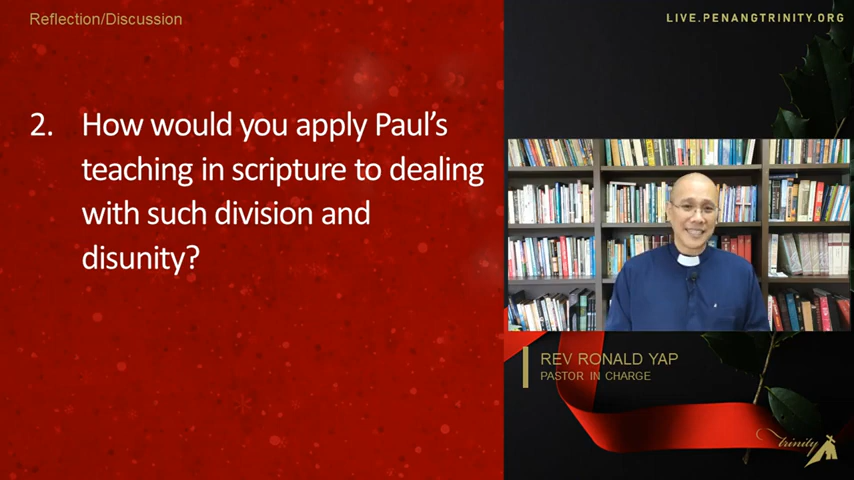 Reflection/Discussion
LIVE.PENANGTRINITY.ORG
2. How would you apply Paul’s
teaching in scripture to dealing
with such division and
disunity?
REV RONALD YAP
PASTOR IN CHARGE
trinity